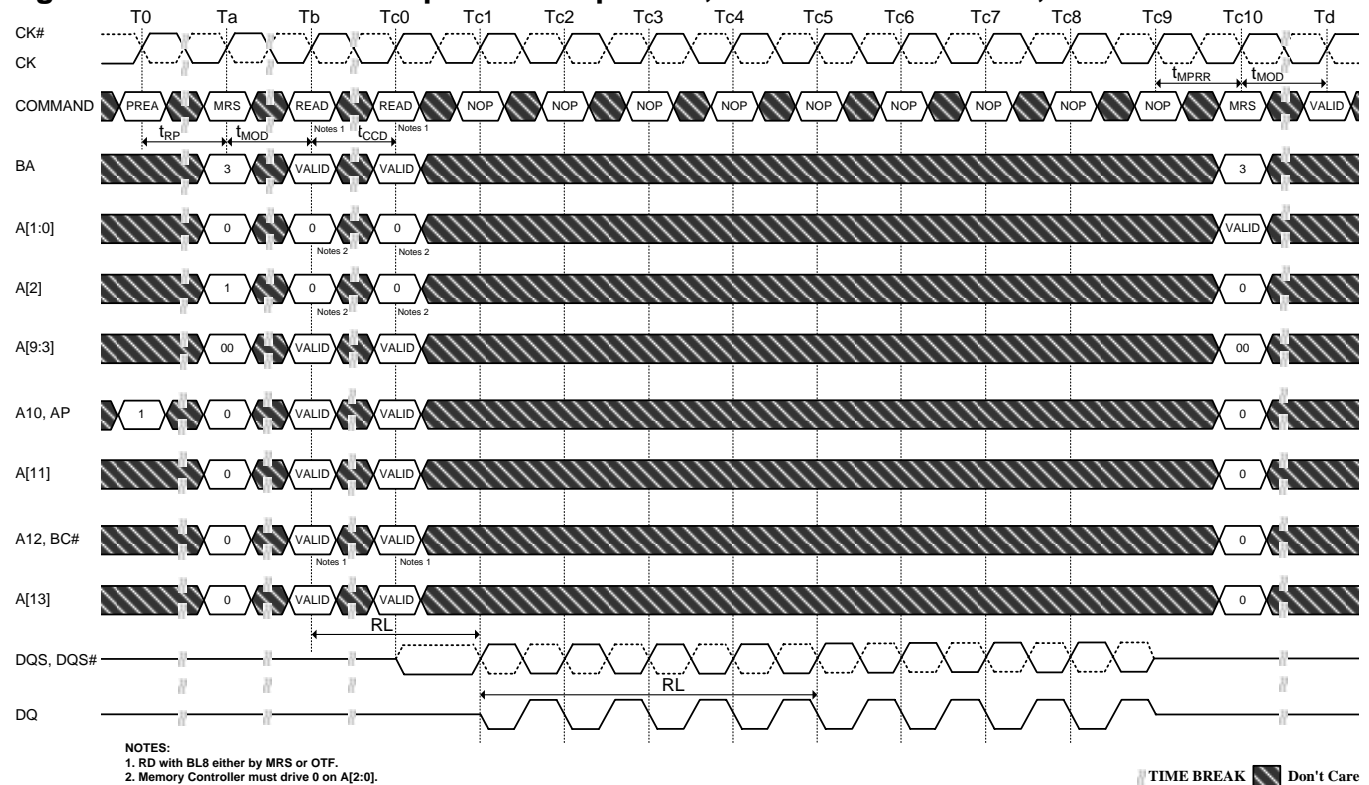 T0 Ta Tb Tc0 Tc1 Tc2 Tc3 Tc4 Tc5 Tc6 Tc7 Tc8 Tc9 Tc10 Td
CK#
CK
tMPRR tMOD
COMMAND PREA MRS READ READ NOP NOP NOP NOP NOP NOP NOP NOP NOP MRS VALID
Notes 1 Notes 1
tRP tMOD tCCD
BA 3 VALID VALID 3
A[1:0] 0 0 0 VALID
Notes 2 Notes 2
A[2] 1 0 0 0
Notes 2 Notes 2
A[9:3] 00 VALID VALID 00
A10, AP 1 0 VALID VALID 0
A[11] 0 VALID VALID 0
A12, BC# 0 VALID VALID 0
Notes 1 Notes 1
A[13] 0 VALID VALID 0
RL
DQS, DQS#
RL
DQ
NOTES:
1. RD with BL8 either by MRS or OTF.
2. Memory Controller must drive 0 on A[2:0].
TIME BREAK Don't Care